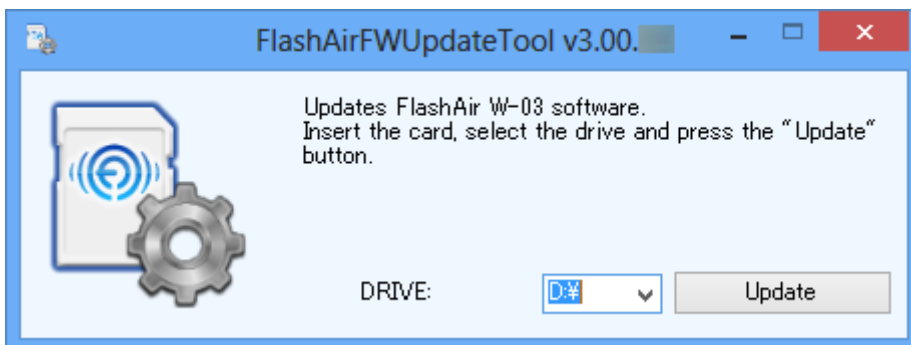 FlashAirFWUpdateTool v3.00.
Updates FlashAir W-03 software.
Insert the card, select the drive and press the "Update"
button.
DRIVE: D:¥ Update